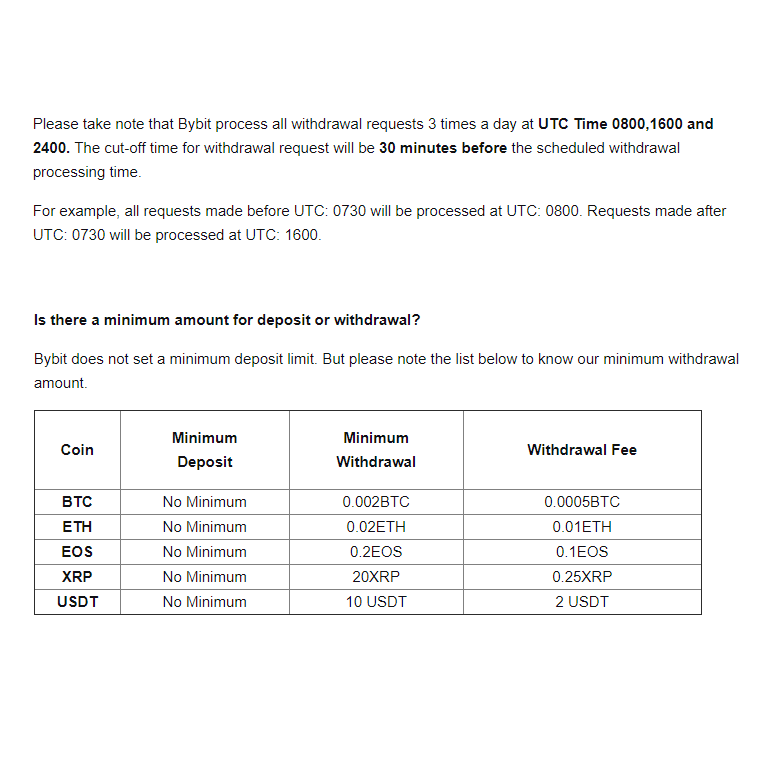 Please take note that Bybit process all withdrawal requests 3 times a day at UTC Time 0800,1600 and
2400. The cut-off time for withdrawal request will be 30 minutes before the scheduled withdrawal
processing time.
For example, all requests made before UTC: 0730 will be processed at UTC: 0800. Requests made after
UTC: 0730 will be processed at UTC: 1600.
Is there a minimum amount for deposit or withdrawal?
Bybit does not set a minimum deposit limit. But please note the list below to know our minimum withdrawal
amount.
Coin Minimum Deposit Minimum Withdrawal Withdrawal Fee
BTC No Minimum 0.002BTC 0.0005BTC
ETH No Minimum 0.02ETH 0.01ETH
EOS No Minimum 0.2EOS 0.1EOS
XRP No Minimum 20XRP 0.25XRP
USDT No Minimum 10 USDT 2 USDT